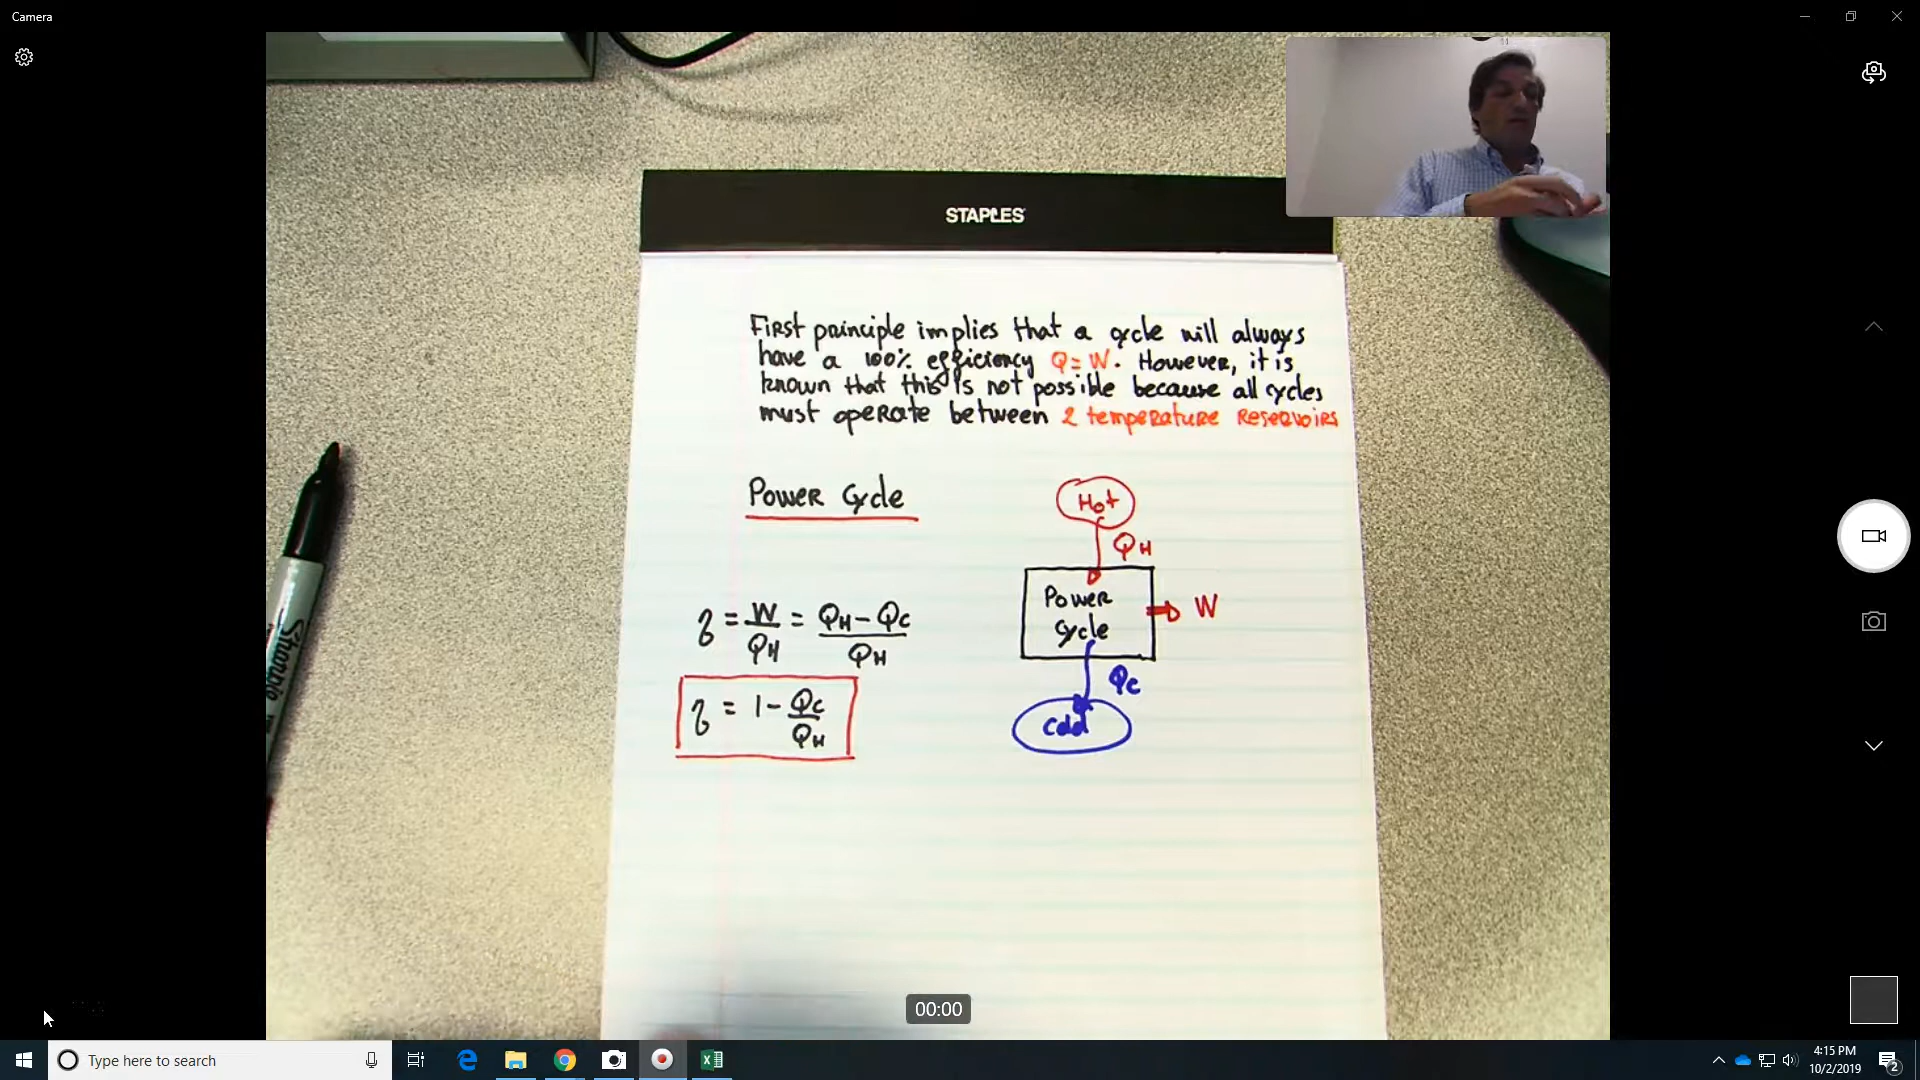 Camera
STAPLES
First principle implies that a cycle will always
have a 100% efficiency Q = W. However, it is
known that this is not possible because all cycles
must operate between 2 temperature reservoirs
Power Cycle
Hot
QH
Power
Cycle
W
η = W/QH = QH - QC/QH
Qc
η = 1 - QC/QH
Cold
Sharpie
00:00
Type here to search
4:15 PM
10/2/2019
2